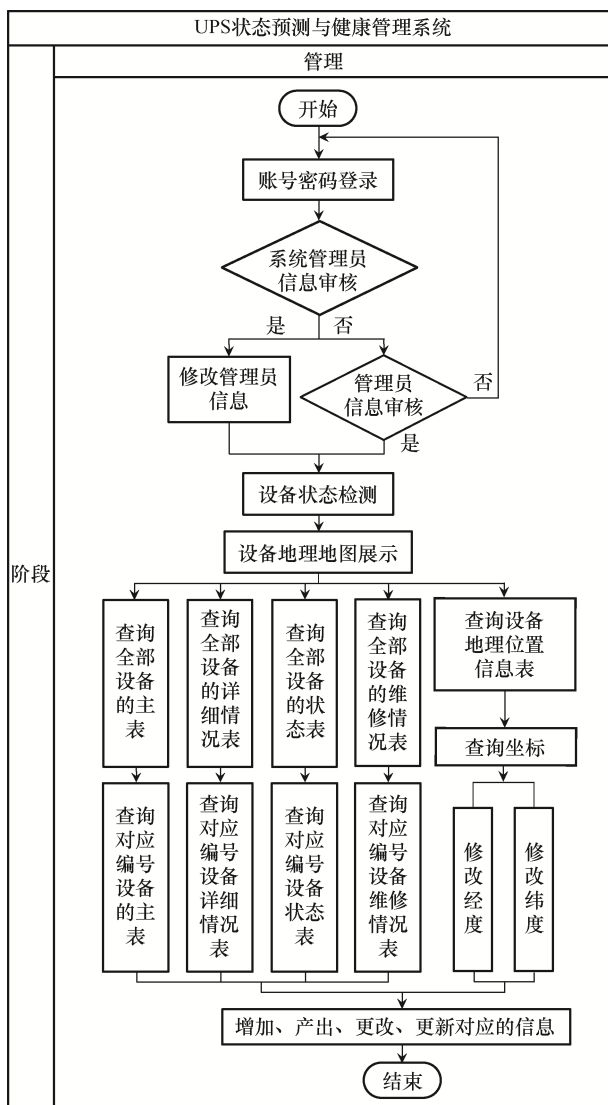 UPS状态预测与健康管理系统
管理
阶段
开始
账号密码登录
系统管理员
信息审核
是
否
修改管理员
信息
管理员
信息审核
否
是
设备状态检测
设备地理地图展示
查询
全部
设备
的主
表
查询
全部
设备
的详
细情
况表
查询
全部
设备
的状
态表
查询
全部
设备
的维
修情
况表
查询设备
地理位置
信息表
查询坐标
查询
对应
编号
设备
的主
表
查询
对应
编号
设备
详细
情况
表
查询
对应
编号
设备
状态
表
查询
对应
编号
设备
维修
情况
表
修
改
经
度
修
改
纬
度
增加、产出、更改、更新对应的信息
结束